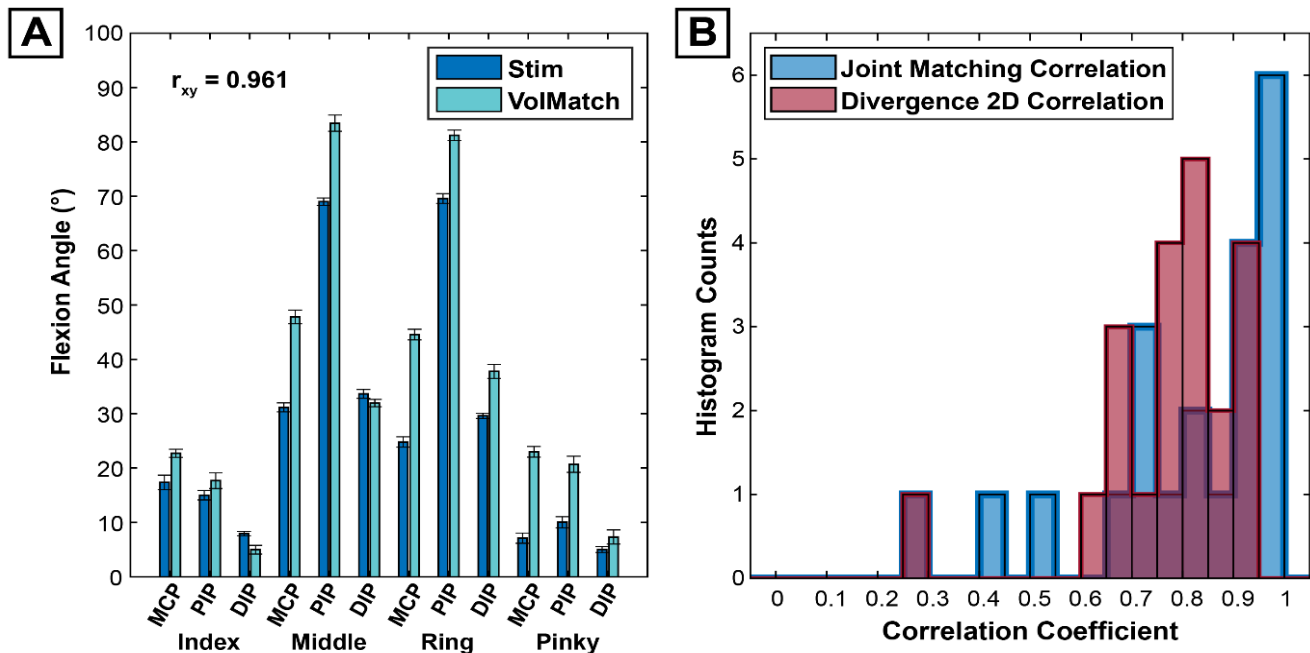 A
100
90
80
70
60
50
40
30
20
10
0
Flexion Angle (°)
r_xy = 0.961
Stim
VolMatch
MCP PIP DIP MCP PIP DIP MCP PIP DIP MCP PIP DIP
Index Middle Ring Pinky
B
6
5
4
3
2
1
0
Histogram Counts
Joint Matching Correlation
Divergence 2D Correlation
0 0.1 0.2 0.3 0.4 0.5 0.6 0.7 0.8 0.9 1
Correlation Coefficient